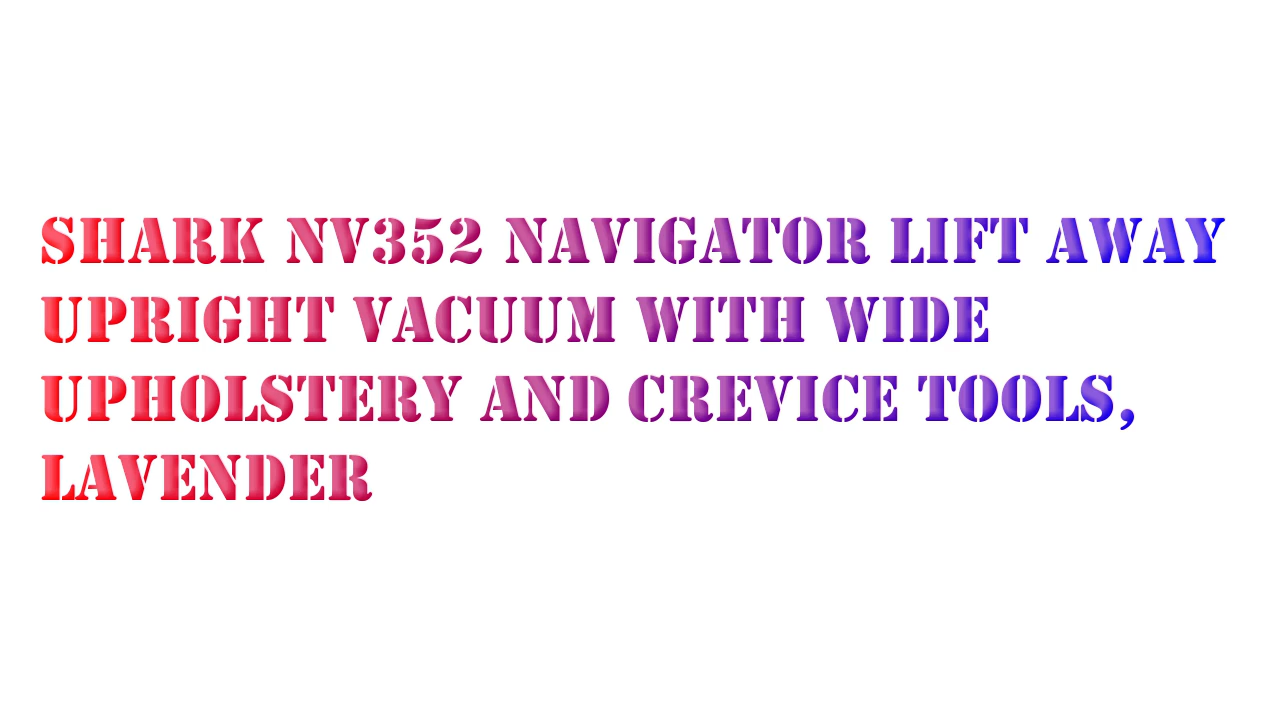 SHARK NV352 NAVIGATOR LIFT AWAY
UPRIGHT VACUUM WITH WIDE
UPHOLSTERY AND CREVICE TOOLS,
LAVENDER